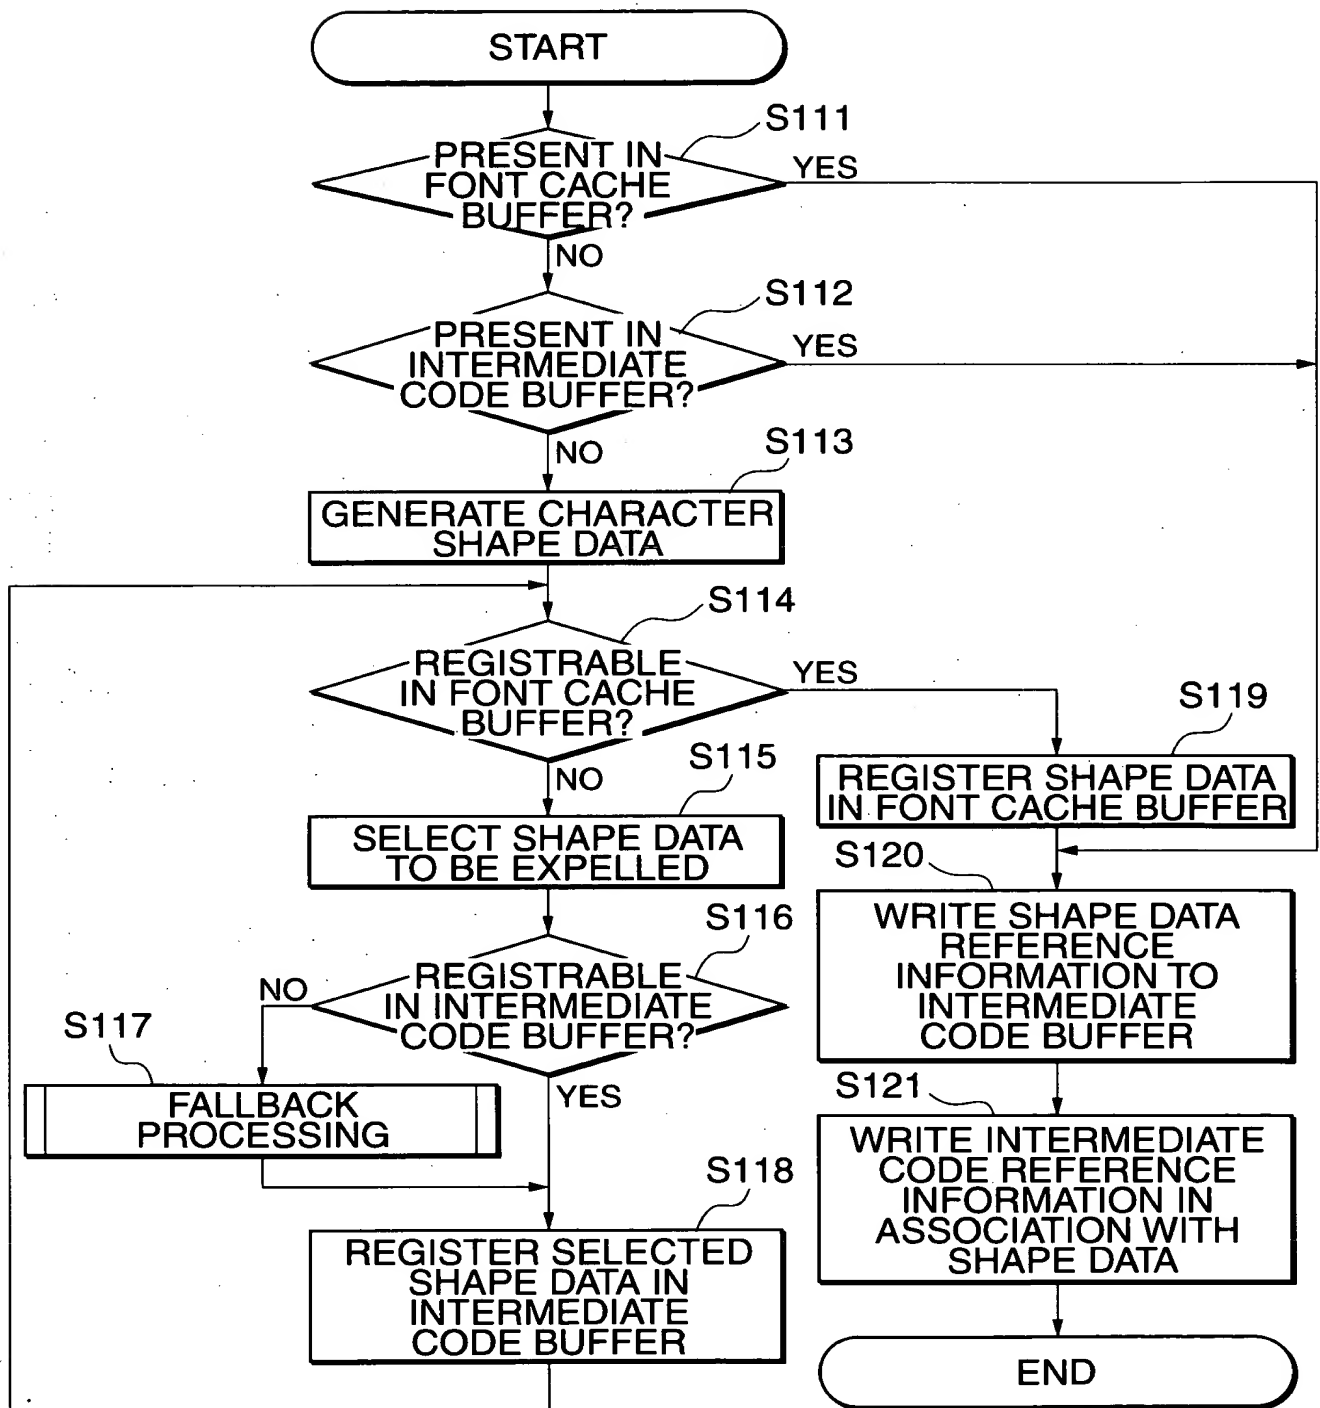 START
S111
PRESENT IN
FONT CACHE
BUFFER?
YES
NO
S112
PRESENT IN
INTERMEDIATE
CODE BUFFER?
YES
NO
S113
GENERATE CHARACTER
SHAPE DATA
S114
REGISTRABLE
IN FONT CACHE
BUFFER?
YES
NO
S115
SELECT SHAPE DATA
TO BE EXPELLED
S116
REGISTRABLE
IN INTERMEDIATE
CODE BUFFER?
NO
YES
S117
FALLBACK
PROCESSING
S118
REGISTER SELECTED
SHAPE DATA IN
INTERMEDIATE
CODE BUFFER
S119
REGISTER SHAPE DATA
IN FONT CACHE BUFFER
S120
WRITE SHAPE DATA
REFERENCE
INFORMATION TO
INTERMEDIATE
CODE BUFFER
S121
WRITE INTERMEDIATE
CODE REFERENCE
INFORMATION IN
ASSOCIATION WITH
SHAPE DATA
END